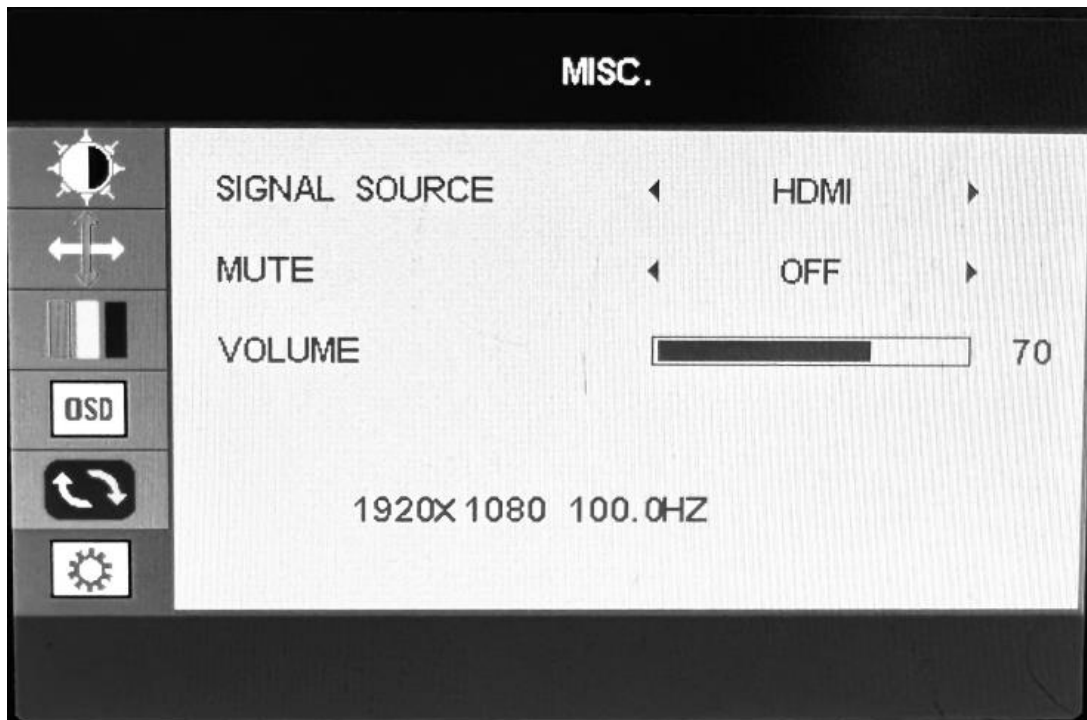 MISC.
SIGNAL SOURCE HDMI
MUTE OFF
VOLUME 70
OSD
1920X1080 100.0HZ